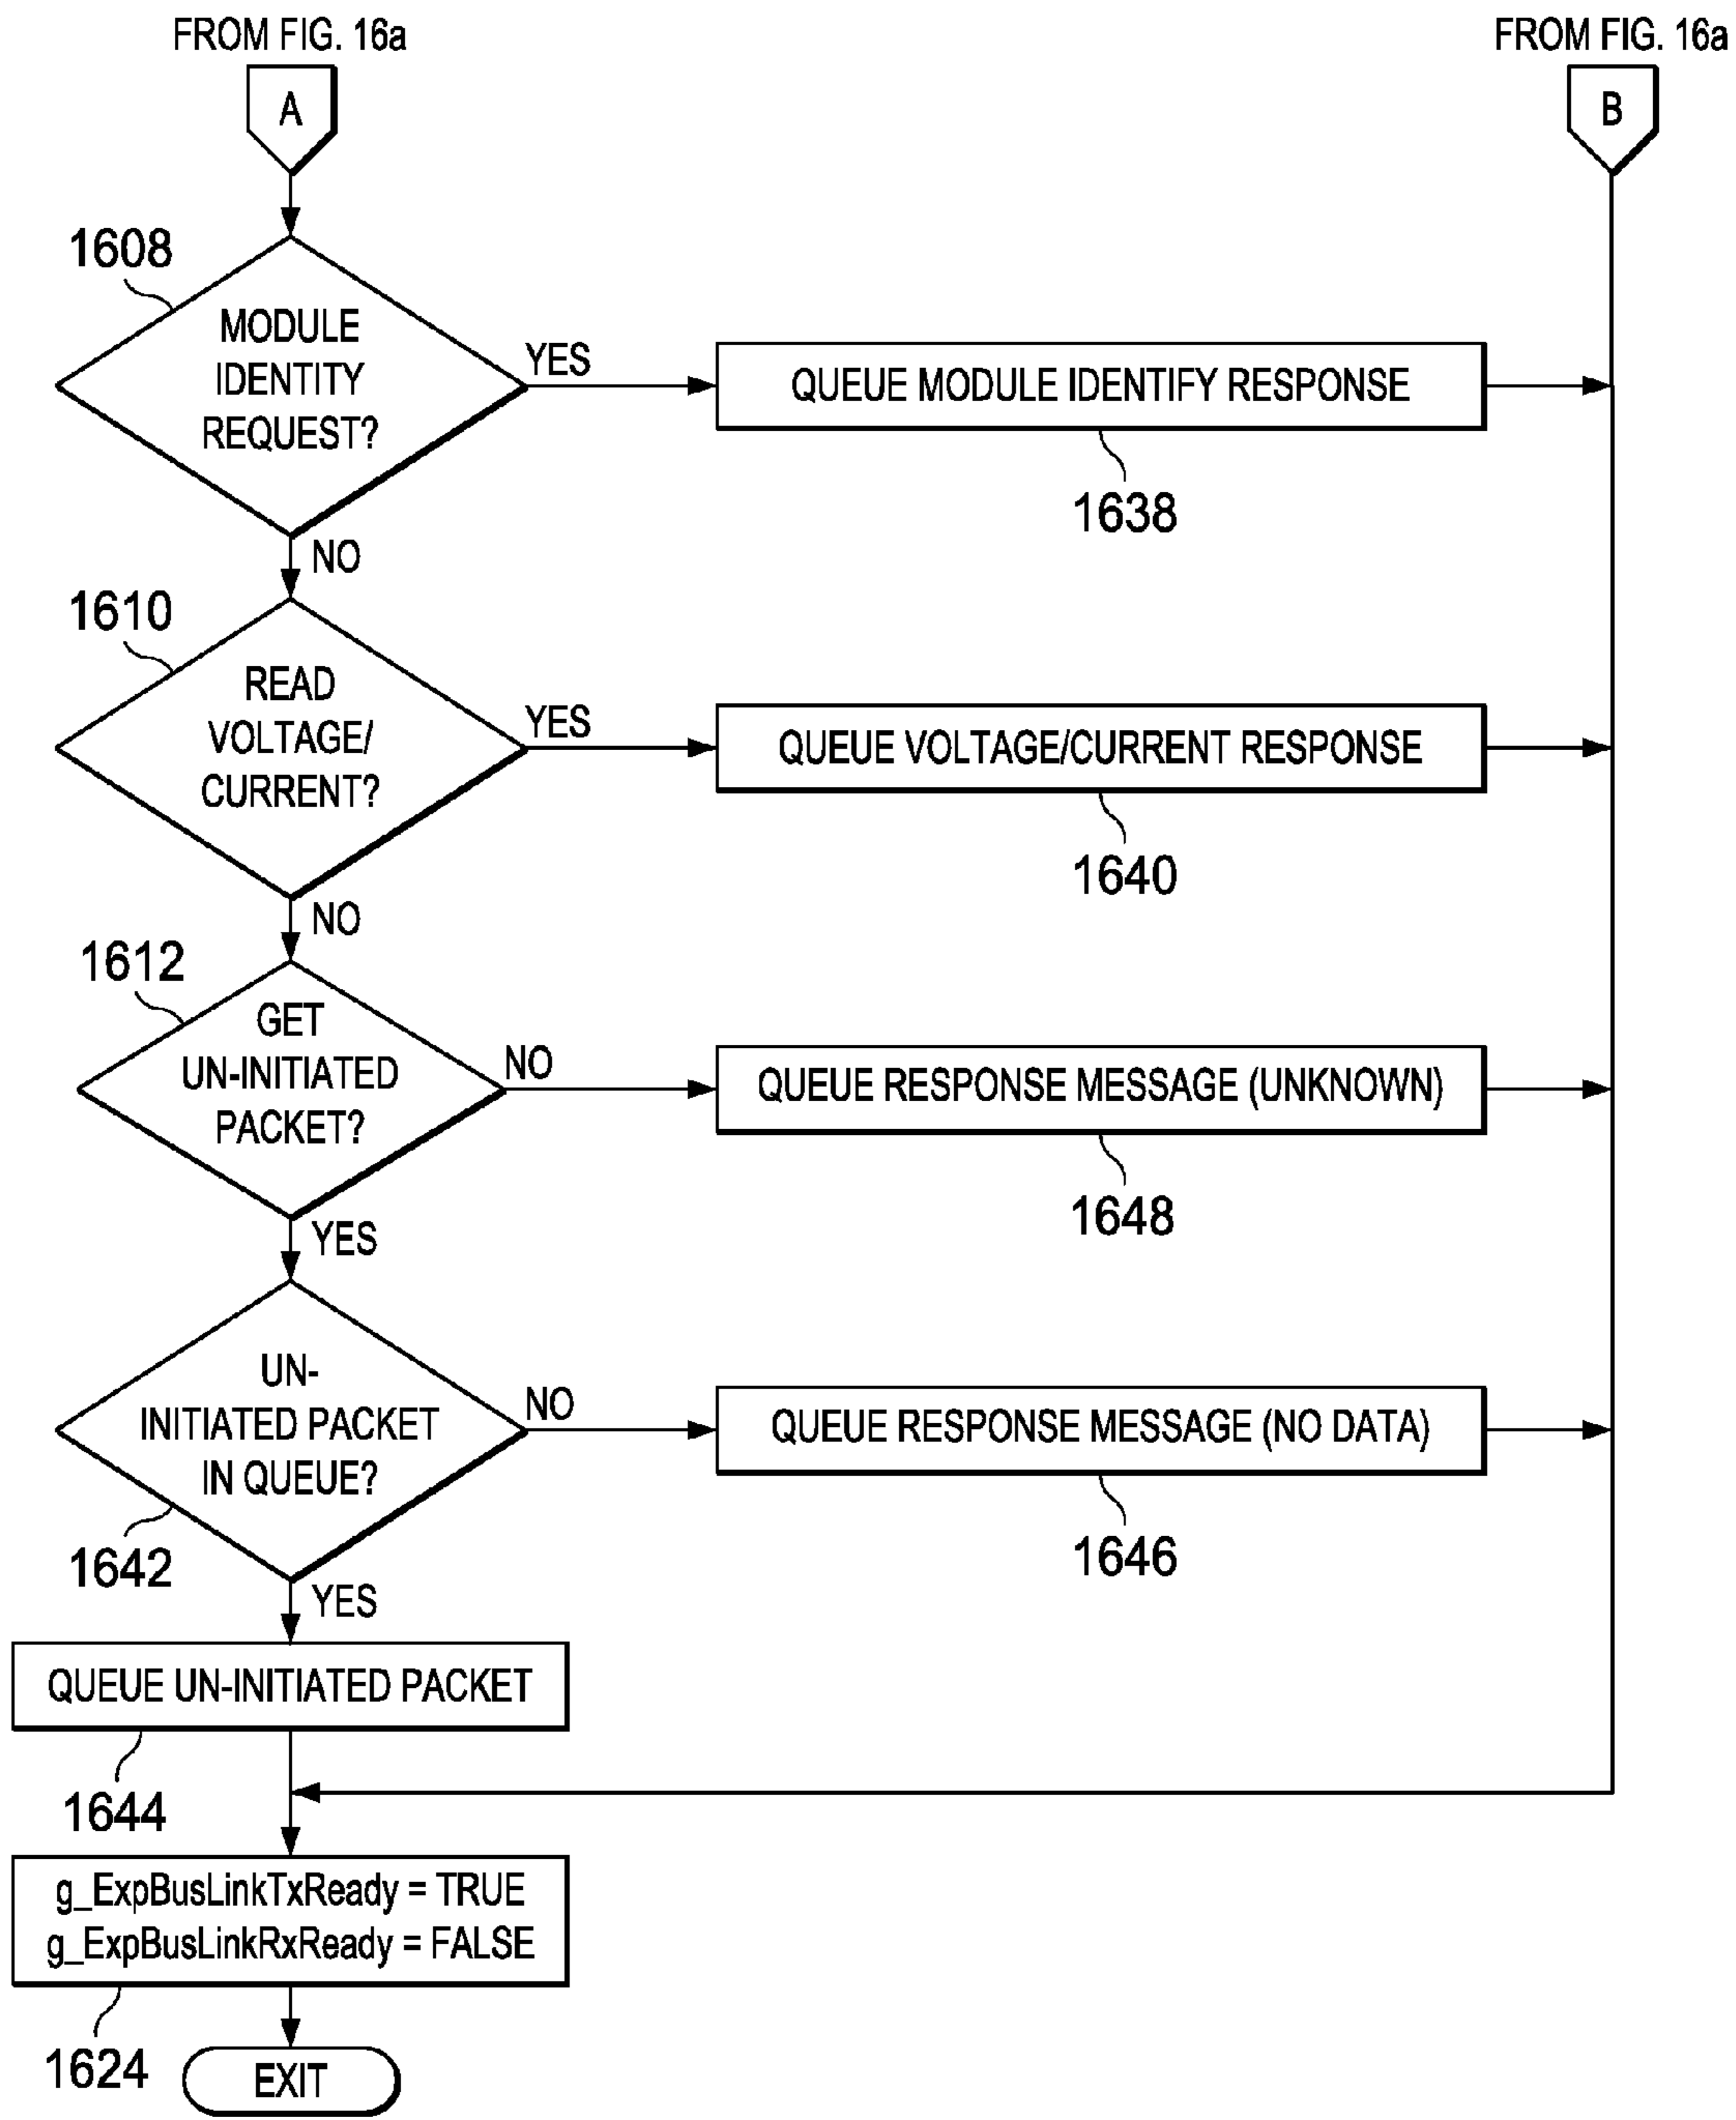 FROM FIG. 16a
FROM FIG. 16a
A
B
1608
MODULE
IDENTITY
REQUEST?
YES
QUEUE MODULE IDENTIFY RESPONSE
1638
NO
1610
READ
VOLTAGE/
CURRENT?
YES
QUEUE VOLTAGE/CURRENT RESPONSE
1640
NO
1612
GET
UN-INITIATED
PACKET?
NO
QUEUE RESPONSE MESSAGE (UNKNOWN)
1648
YES
UN-
INITIATED PACKET
IN QUEUE?
NO
QUEUE RESPONSE MESSAGE (NO DATA)
1646
1642
YES
QUEUE UN-INITIATED PACKET
1644
g_ExpBusLinkTxReady = TRUE
g_ExpBusLinkRxReady = FALSE
1624
EXIT